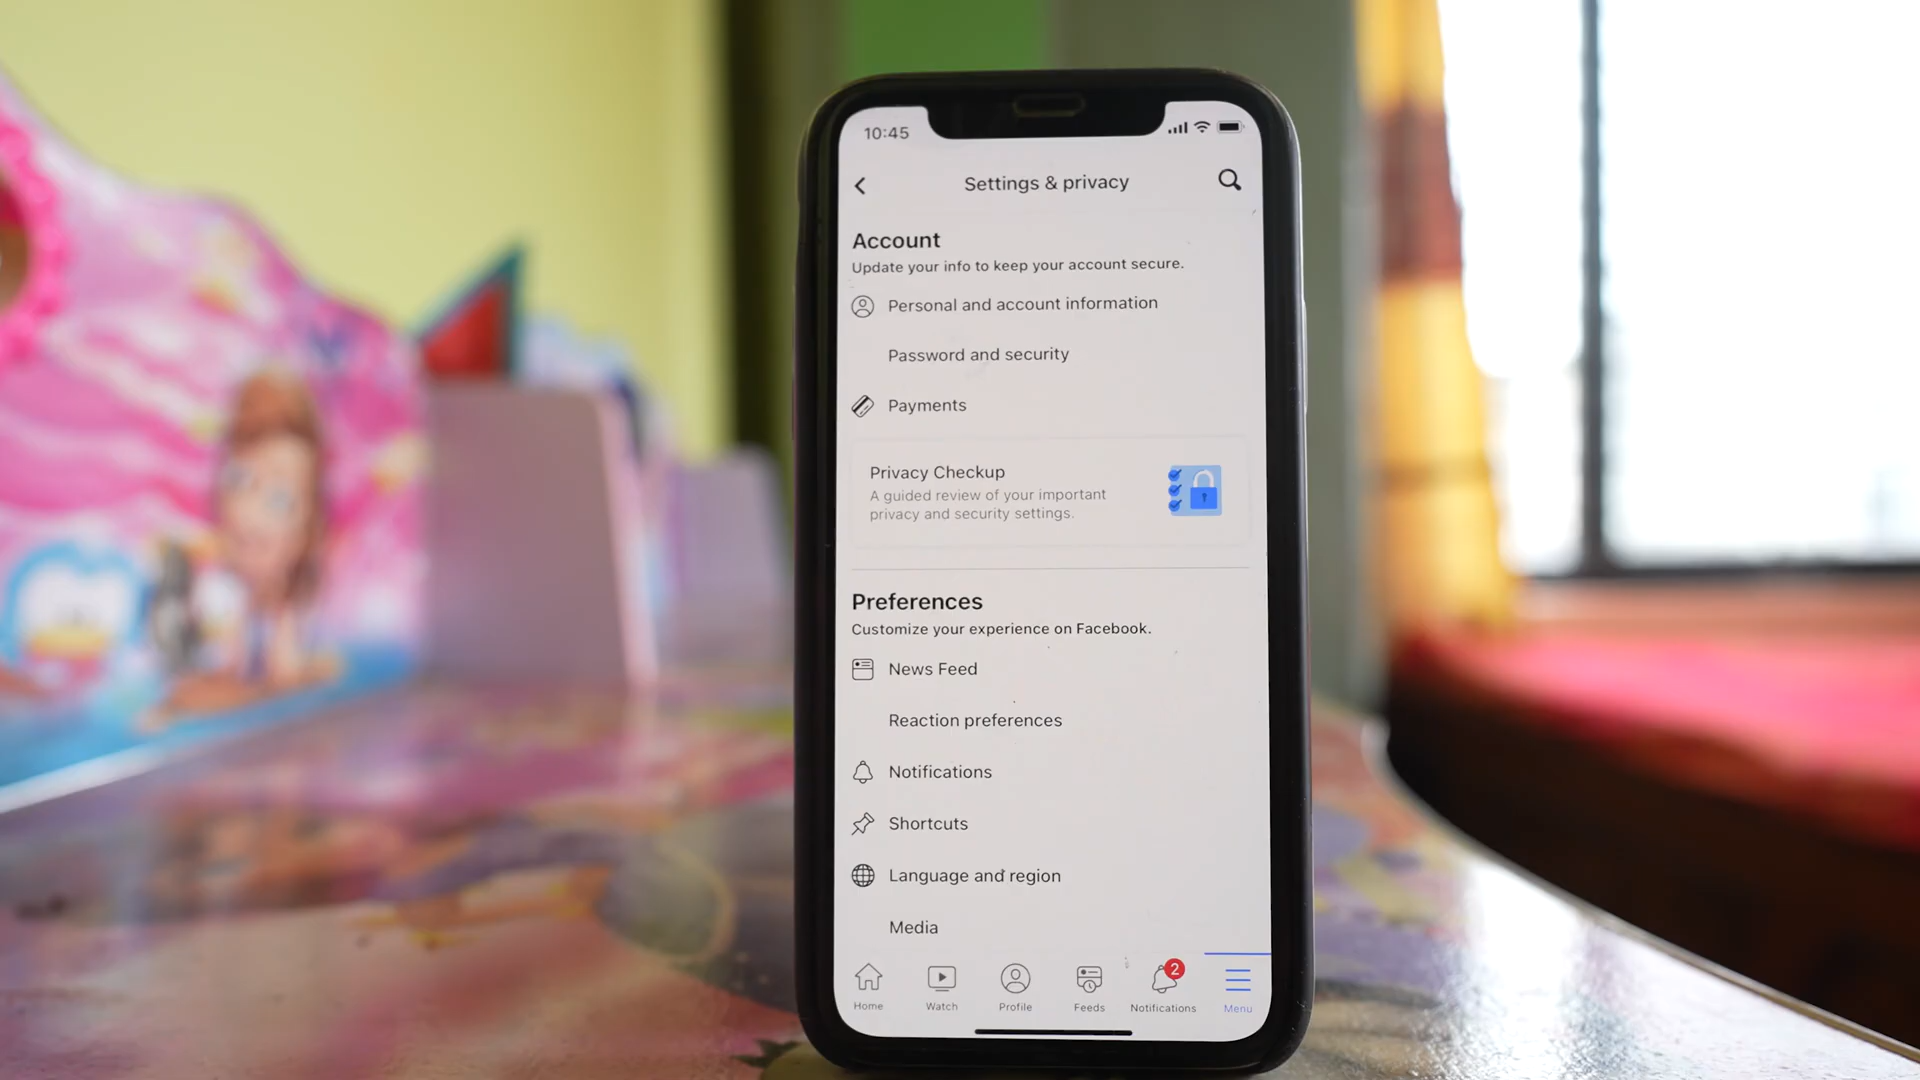 10:45
Settings & privacy
Account
Update your info to keep your account secure.
Personal and account information
Password and security
Payments
Privacy Checkup
A guided review of your important
privacy and security settings.
Preferences
Customize your experience on Facebook.
News Feed
Reaction preferences
Notifications
Shortcuts
Language and region
Media
2
Home Watch Profile Feeds Notifications Menu